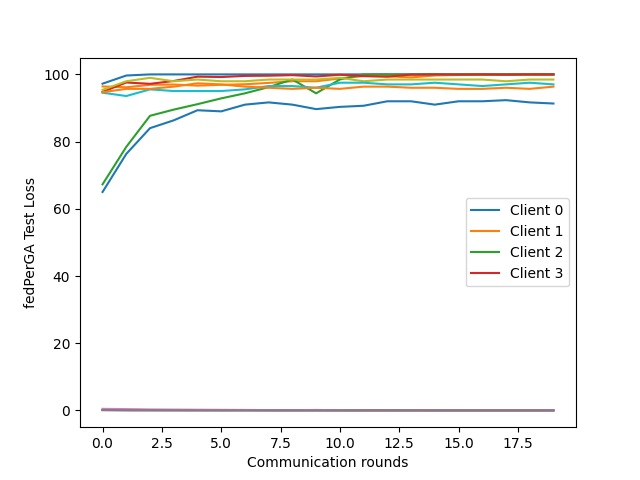 100
80
60
40
20
0
fedPerGA Test Loss
Client 0
Client 1
Client 2
Client 3
0.0 2.5 5.0 7.5 10.0 12.5 15.0 17.5
Communication rounds